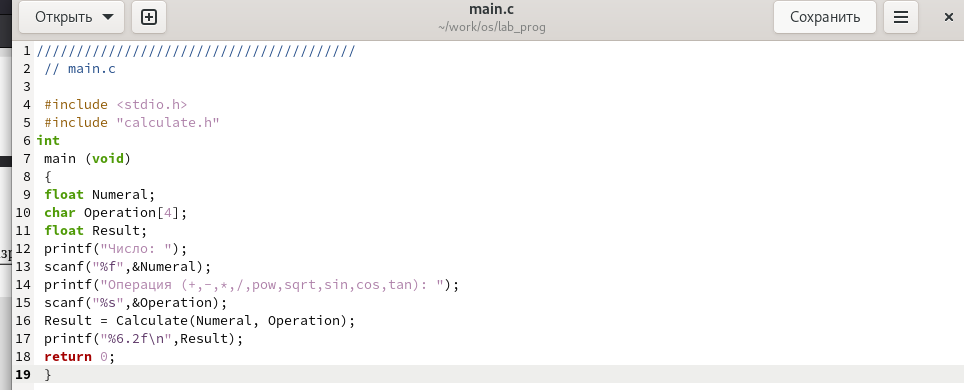 Открыть
main.c
~/work/os/lab_prog
Сохранить
1 ////////////////////////////////////////
2  // main.c
3
4  #include <stdio.h>
5  #include "calculate.h"
6 int
7  main (void)
8  {
9  float Numeral;
10  char Operation[4];
11  float Result;
12  printf("Число: ");
13  scanf("%f",&Numeral);
14  printf("Операция (+,-,*,/,pow,sqrt,sin,cos,tan): ");
15  scanf("%s",&Operation);
16  Result = Calculate(Numeral, Operation);
17  printf("%6.2f\n",Result);
18  return 0;
19  }